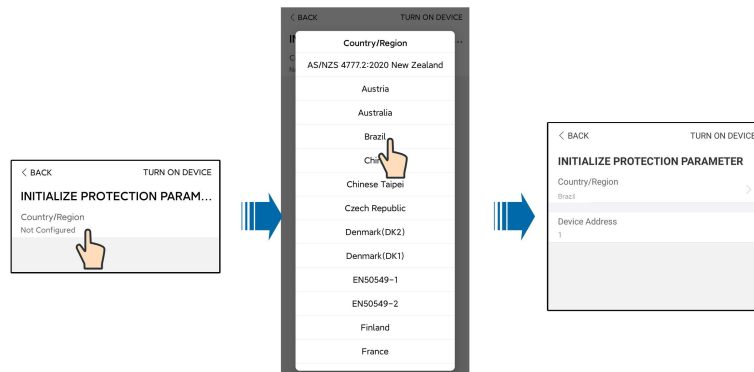 < BACK TURN ON DEVICE
INITIALIZE PROTECTION PARAM...
Country/Region
Not Configured
< BACK TURN ON DEVICE
Country/Region
AS/NZS 4777.2:2020 New Zealand
Austria
Australia
Brazil
Chinese Taipei
Czech Republic
Denmark(DK2)
Denmark(DK1)
EN50549-1
EN50549-2
Finland
France
< BACK TURN ON DEVICE
INITIALIZE PROTECTION PARAMETER
Country/Region
Brazil
Device Address
1